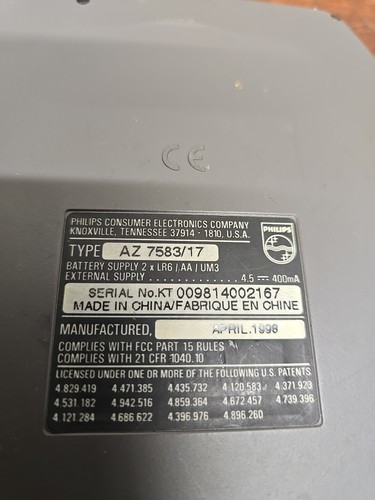 CE
PHILIPS CONSUMER ELECTRONICS COMPANY
KNOXVILLE, TENNESSEE 37914 - 1810, U.S.A.
PHILIPS
TYPE AZ 7583/17
BATTERY SUPPLY 2 x LR6 / AA / UM3
EXTERNAL SUPPLY ............ 4.5 ⎓ 400mA
SERIAL No.KT 009814002167
MADE IN CHINA/FABRIQUE EN CHINE
MANUFACTURED, APRIL.1998
COMPLIES WITH FCC PART 15 RULES
COMPLIES WITH 21 CFR 1040.10
LICENSED UNDER ONE OR MORE OF THE FOLLOWING U.S. PATENTS.
4.829.419 4.471.385 4.435.732 4.120.583 4.371.920
4.531.182 4.942.516 4.859.364 4.672.457 4.739.396
4.121.284 4.686.622 4.396.976 4.896.260